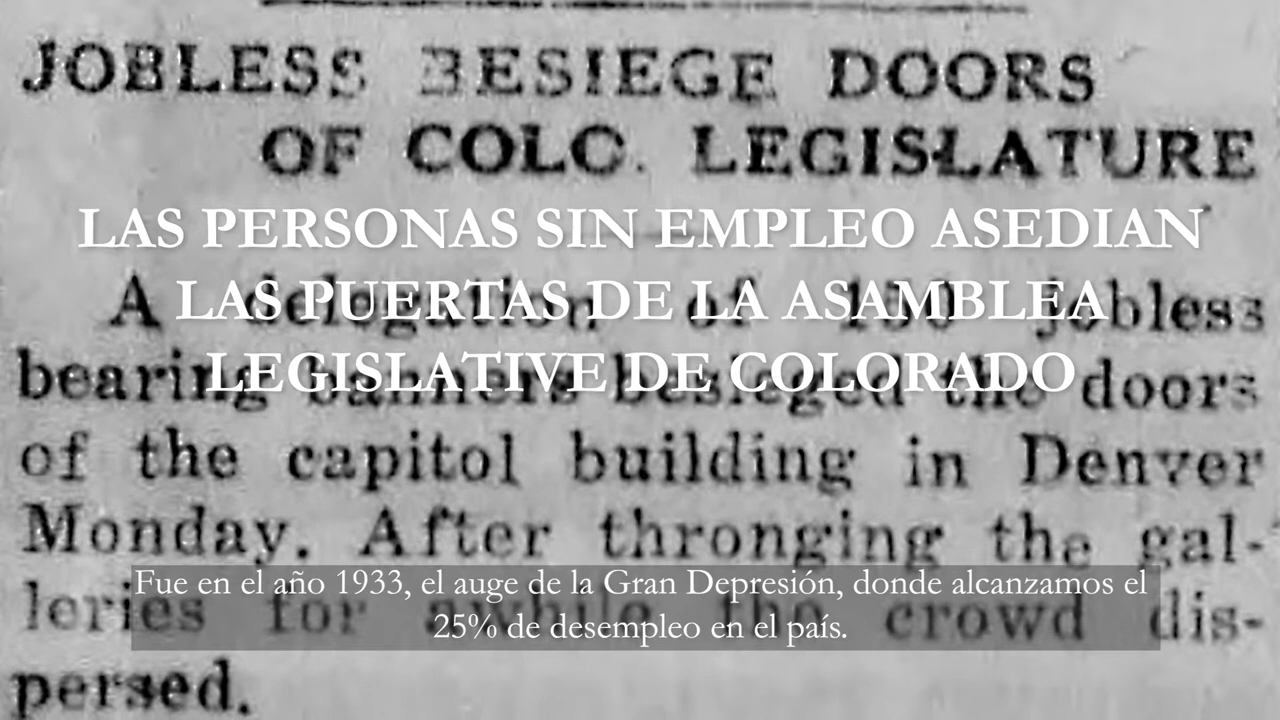 JOBLESS BESIEGE DOORS
OF COLO. LEGISLATURE
LAS PERSONAS SIN EMPLEO ASEDIAN
LAS PUERTAS DE LA ASAMBLEA
LEGISLATIVE DE COLORADO
A delegation of 150 jobless
bearing banners besieged the doors
of the capitol building in Denver
Monday. After thronging the gal-
leries for awhile the crowd dis-
persed.
Fue en el año 1933, el auge de la Gran Depresión, donde alcanzamos el
25% de desempleo en el país.